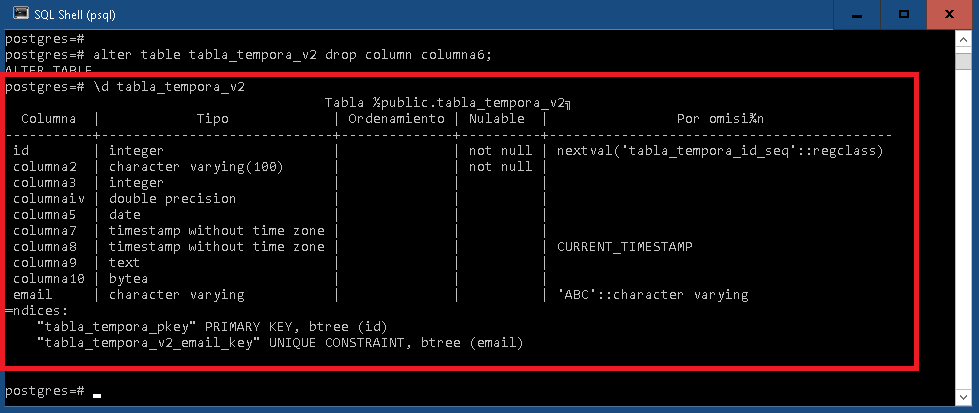 SQL Shell (psql)
postgres=#
postgres=# alter table tabla_tempora_v2 drop column columna6;
ALTER TABLE
postgres=# \d tabla_tempora_v2
Tabla %public.tabla_tempora_v2╗
Columna | Tipo | Ordenamiento | Nulable | Por omisi%n
-----------+-----------------------------+--------------+----------+-------------------------------------------
id | integer | | not null | nextval('tabla_tempora_id_seq'::regclass)
columna2 | character varying(100) | | not null |
columna3 | integer | | |
columnaiv | double precision | | |
columna5 | date | | |
columna7 | timestamp without time zone | | |
columna8 | timestamp without time zone | | | CURRENT_TIMESTAMP
columna9 | text | | |
columna10 | bytea | | |
email | character varying | | | 'ABC'::character varying
=ndices:
"tabla_tempora_pkey" PRIMARY KEY, btree (id)
"tabla_tempora_v2_email_key" UNIQUE CONSTRAINT, btree (email)
postgres=#